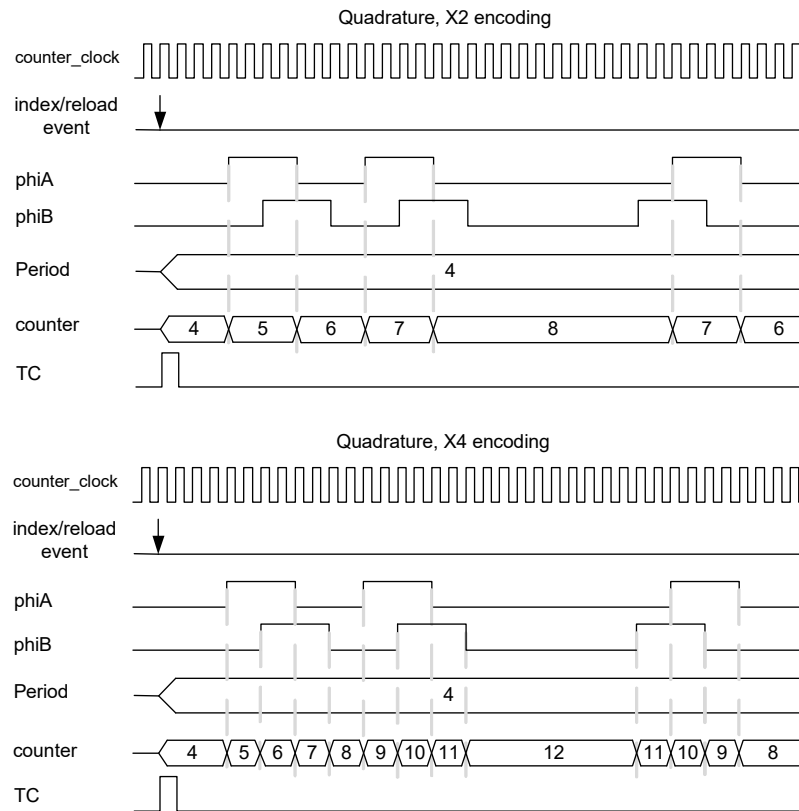 Quadrature, X2 encoding
counter_clock
index/reload
event
phiA
phiB
Period 4
counter 4 5 6 7 8 7 6
TC
Quadrature, X4 encoding
counter_clock
index/reload
event
phiA
phiB
Period 4
counter 4 5 6 7 8 9 10 11 12 11 10 9 8
TC